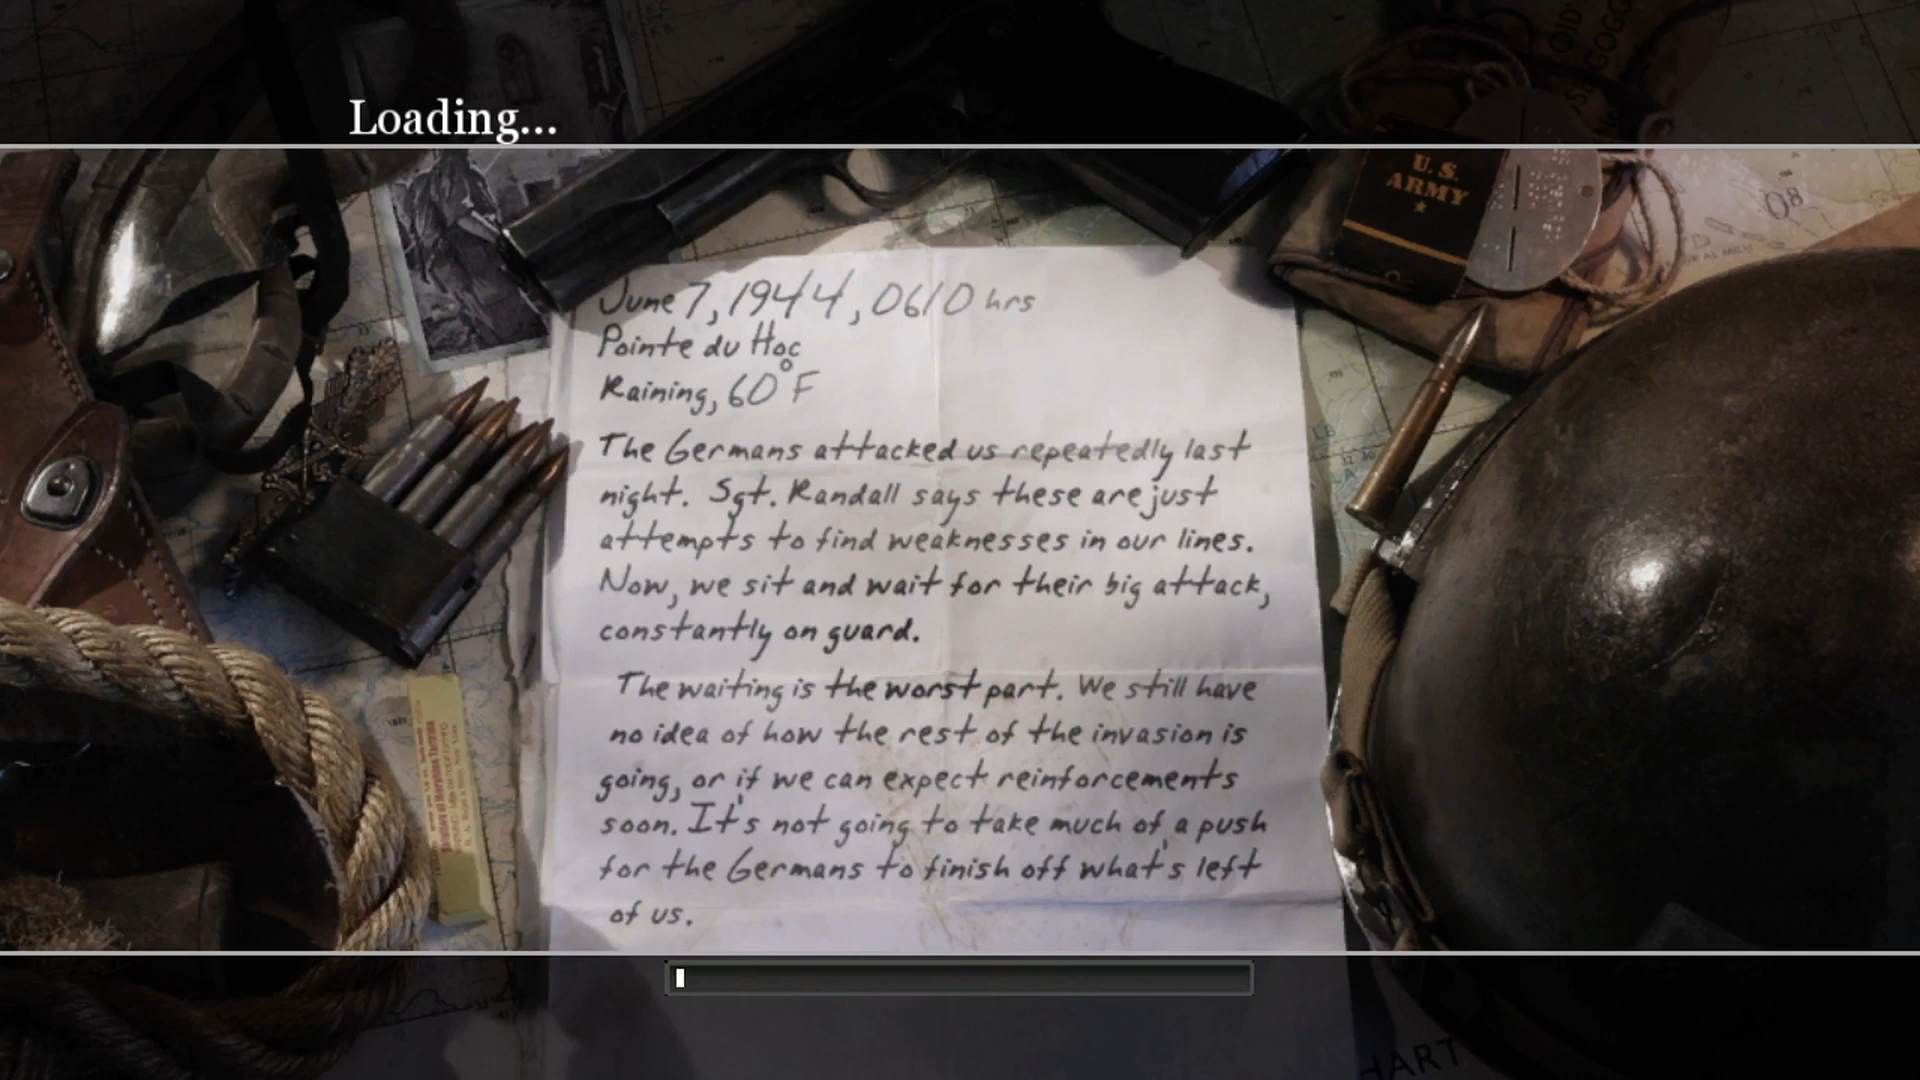 Loading...
U.S.
ARMY
June 7, 1944, 0610 hrs
Pointe du Hoc
Raining, 60°F
The Germans attacked us repeatedly last
night. Sgt. Randall says these are just
attempts to find weaknesses in our lines.
Now, we sit and wait for their big attack,
constantly on guard.
The waiting is the worst part. We still have
no idea of how the rest of the invasion is
going, or if we can expect reinforcements
soon. It's not going to take much of a push
for the Germans to finish off what's left
of us.